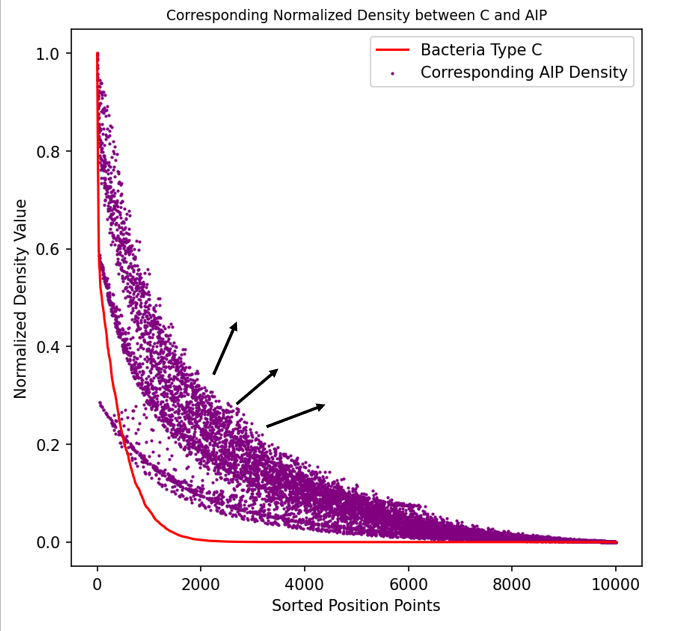 Corresponding Normalized Density between C and AIP
Bacteria Type C
Corresponding AIP Density
Normalized Density Value
1.0
0.8
0.6
0.4
0.2
0.0
0 2000 4000 6000 8000 10000
Sorted Position Points